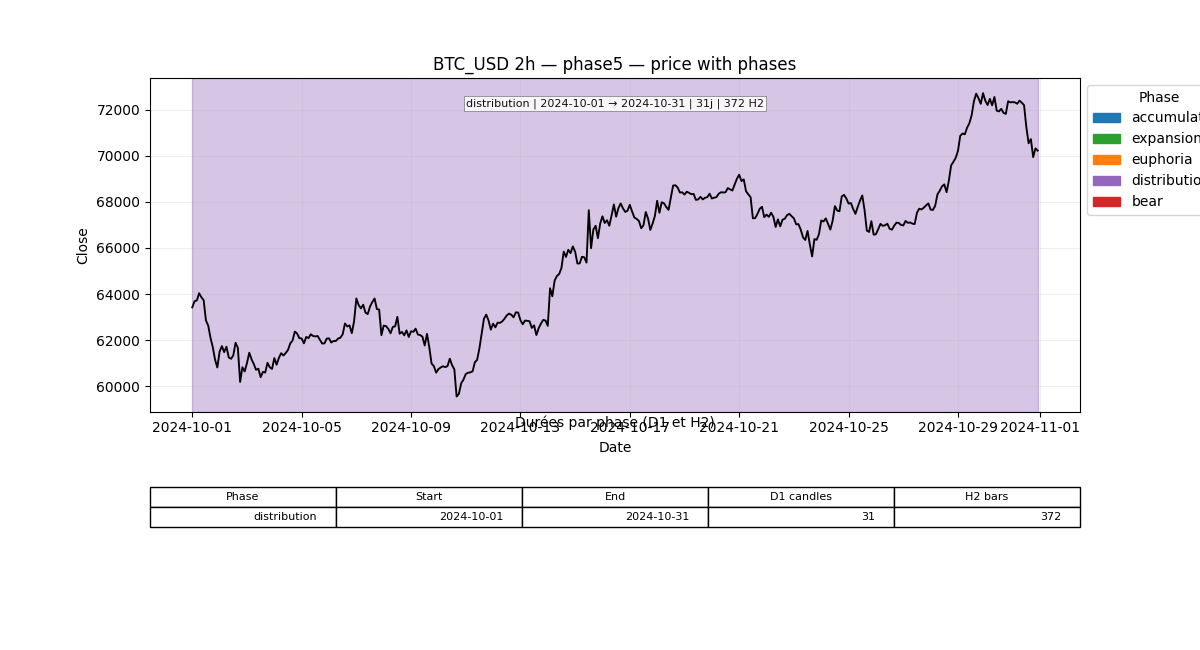 BTC_USD 2h — phase5 — price with phases
distribution | 2024-10-01 → 2024-10-31 | 31j | 372 H2
Phase
accumulat
expansion
euphoria
distributio
bear
Close
72000
70000
68000
66000
64000
62000
60000
2024-10-01 2024-10-05 2024-10-09 2024-10-13 2024-10-17 2024-10-21 2024-10-25 2024-10-29 2024-11-01
Durées par phase (D1 et H2)
Date
Phase Start End D1 candles H2 bars
distribution 2024-10-01 2024-10-31 31 372